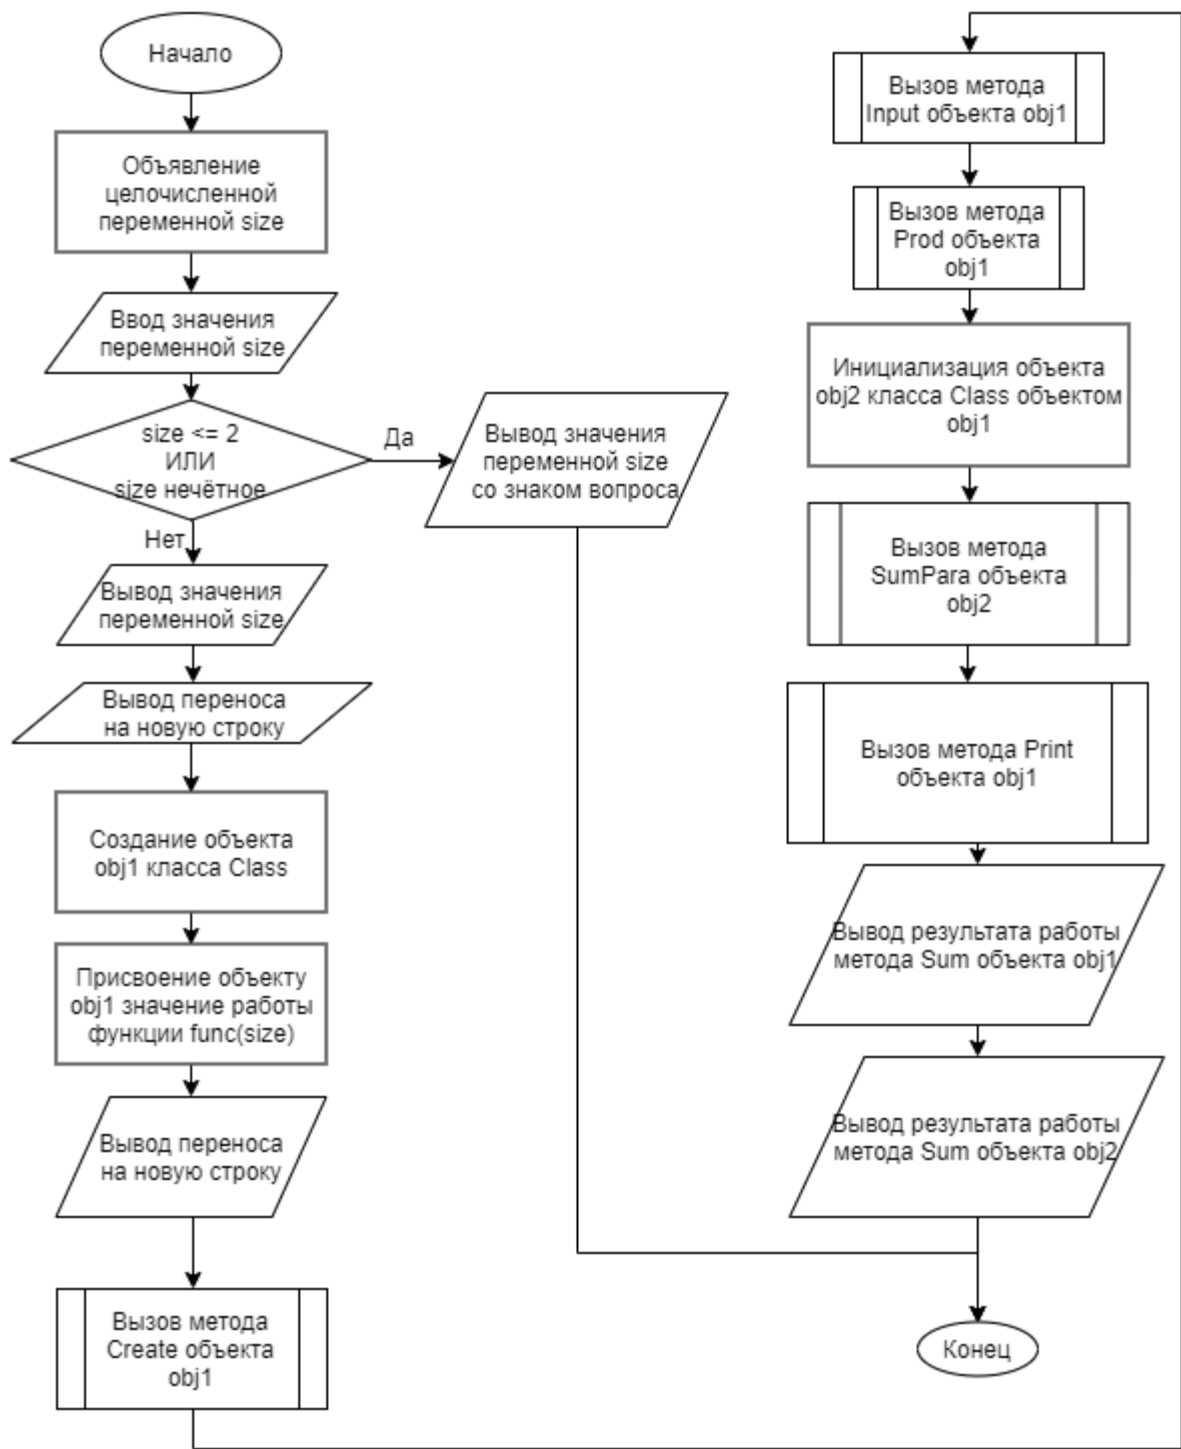 Начало
Объявление
целочисленной
переменной size
Ввод значения
переменной size
size <= 2
ИЛИ
size нечётное
Да
Вывод значения
переменной size
со знаком вопроса
Нет
Вывод значения
переменной size
Вывод переноса
на новую строку
Создание объекта
obj1 класса Class
Присвоение объекту
obj1 значение работы
функции func(size)
Вывод переноса
на новую строку
Вызов метода
Create объекта
obj1
Вызов метода
Input объекта obj1
Вызов метода
Prod объекта
obj1
Инициализация объекта
obj2 класса Class объектом
obj1
Вызов метода
SumPara объекта
obj2
Вызов метода Print
объекта obj1
Вывод результата работы
метода Sum объекта obj1
Вывод результата работы
метода Sum объекта obj2
Конец